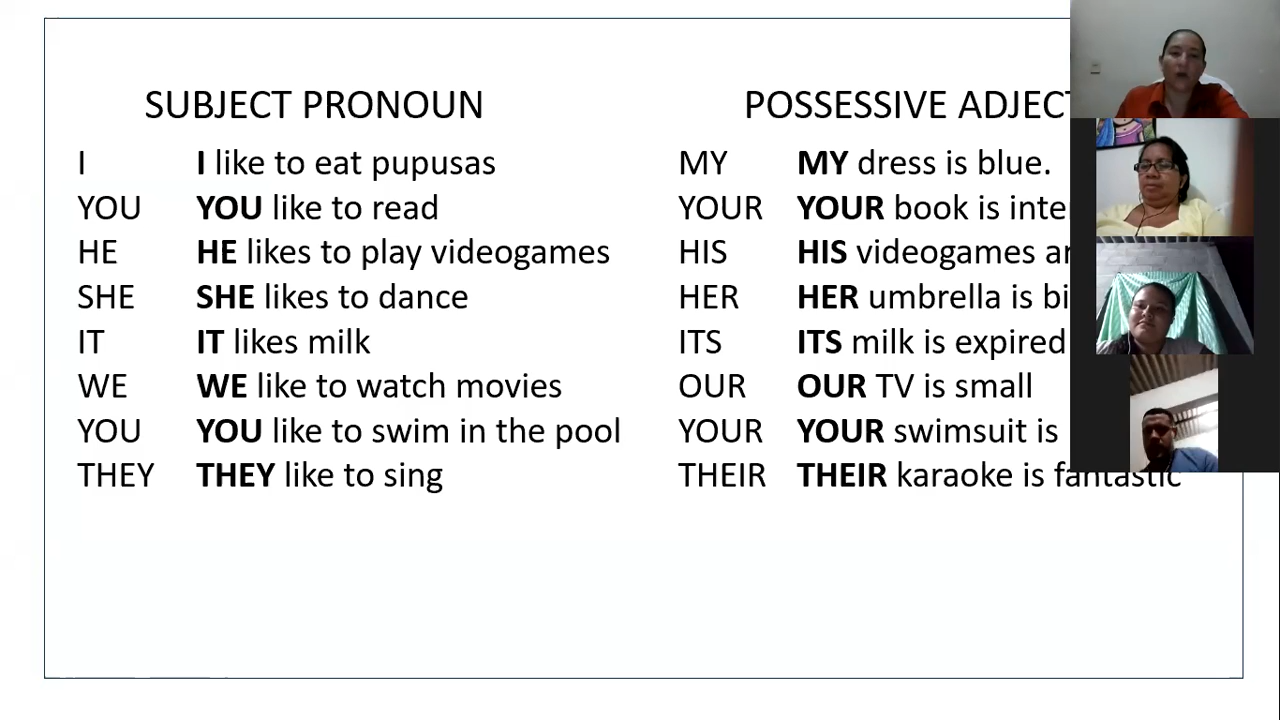 SUBJECT PRONOUN
I I like to eat pupusas
YOU YOU like to read
HE HE likes to play videogames
SHE SHE likes to dance
IT IT likes milk
WE WE like to watch movies
YOU YOU like to swim in the pool
THEY THEY like to sing
POSSESSIVE
MY MY dress is blue.
YOUR YOUR book is
HIS HIS videogames
HER HER umbrella is
ITS ITS milk is expired
OUR OUR TV is small
YOUR YOUR swimsuit is
THEIR THEIR karaoke is fantastic